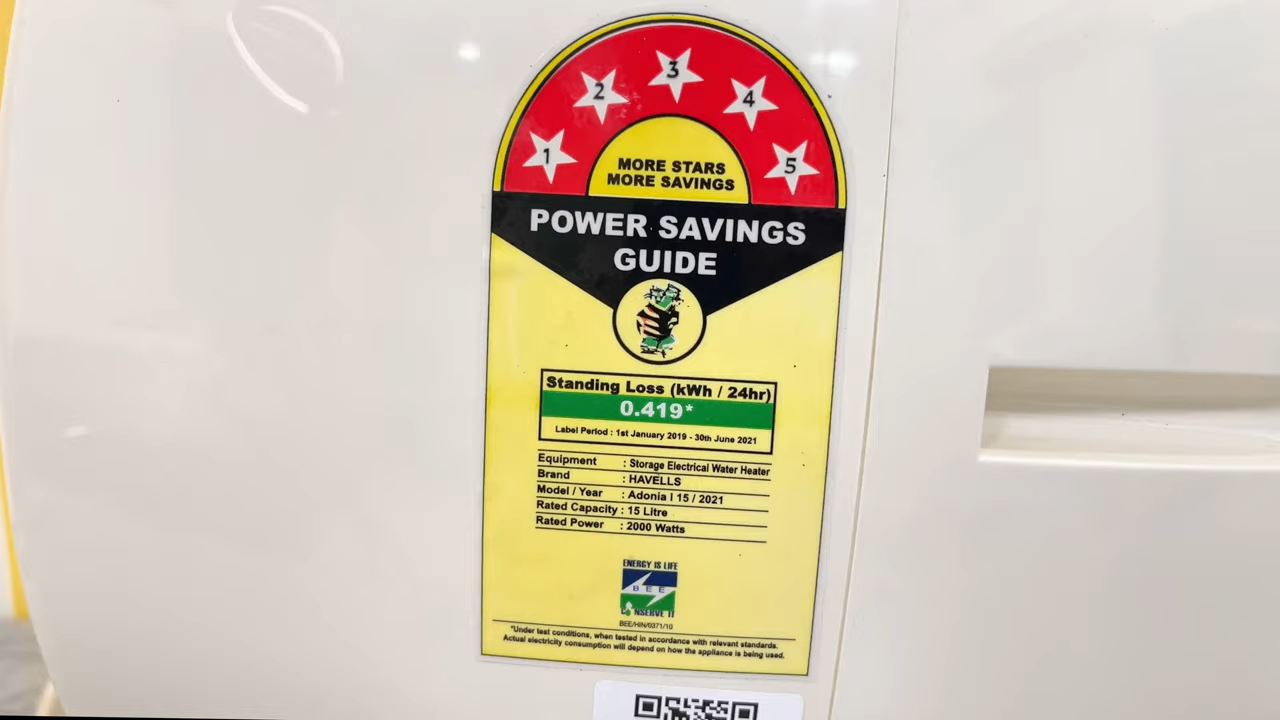 1 2 3 4 5
MORE STARS
MORE SAVINGS
POWER SAVINGS
GUIDE
Standing Loss (kWh / 24hr)
0.419*
Label Period : 1st January 2019 - 30th June 2021
Equipment : Storage Electrical Water Heater
Brand : HAVELLS
Model / Year : Adonia I 15 / 2021
Rated Capacity : 15 Litre
Rated Power : 2000 Watts
ENERGY IS LIFE
BEE
CONSERVE IT
BEE/HIN/0371/10
*Under test conditions, when tested in accordance with relevant standards.
Actual electricity consumption will depend on how the appliance is being used.